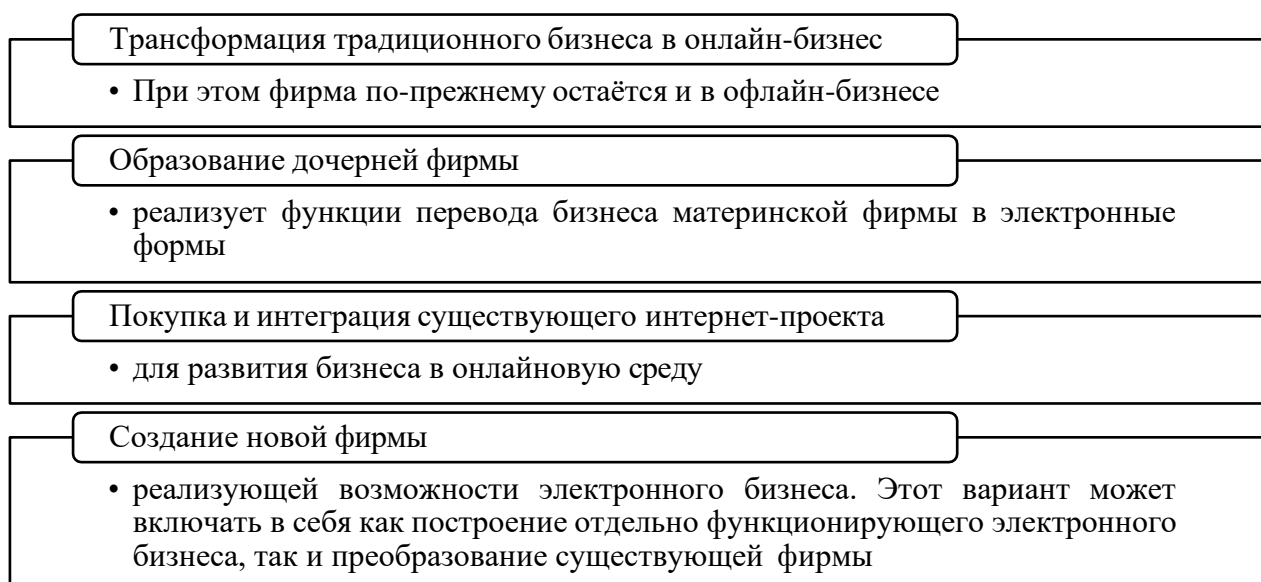 Трансформация традиционного бизнеса в онлайн-бизнес
• При этом фирма по-прежнему остаётся и в офлайн-бизнесе
Образование дочерней фирмы
• реализует функции перевода бизнеса материнской фирмы в электронные
формы
Покупка и интеграция существующего интернет-проекта
• для развития бизнеса в онлайновую среду
Создание новой фирмы
• реализующей возможности электронного бизнеса. Этот вариант может
включать в себя как построение отдельно функционирующего электронного
бизнеса, так и преобразование существующей фирмы